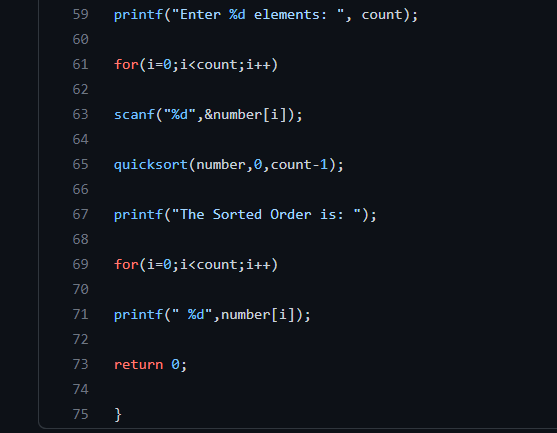 59 printf("Enter %d elements: ", count);
60
61 for(i=0;i<count;i++)
62
63 scanf("%d",&number[i]);
64
65 quicksort(number,0,count-1);
66
67 printf("The Sorted Order is: ");
68
69 for(i=0;i<count;i++)
70
71 printf(" %d",number[i]);
72
73 return 0;
74
75 }